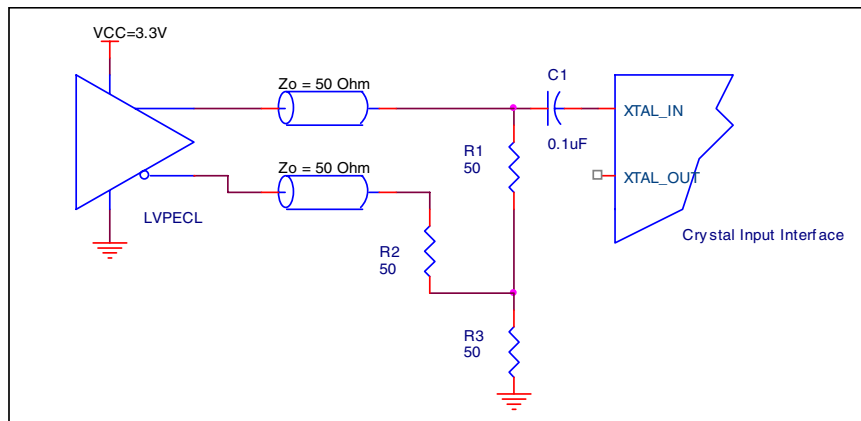 VCC=3.3V
Zo = 50 Ohm
C1
0.1uF
XTAL_IN
R1
50
Zo = 50 Ohm
XTAL_OUT
LVPECL
Crystal Input Interface
R2
50
R3
50